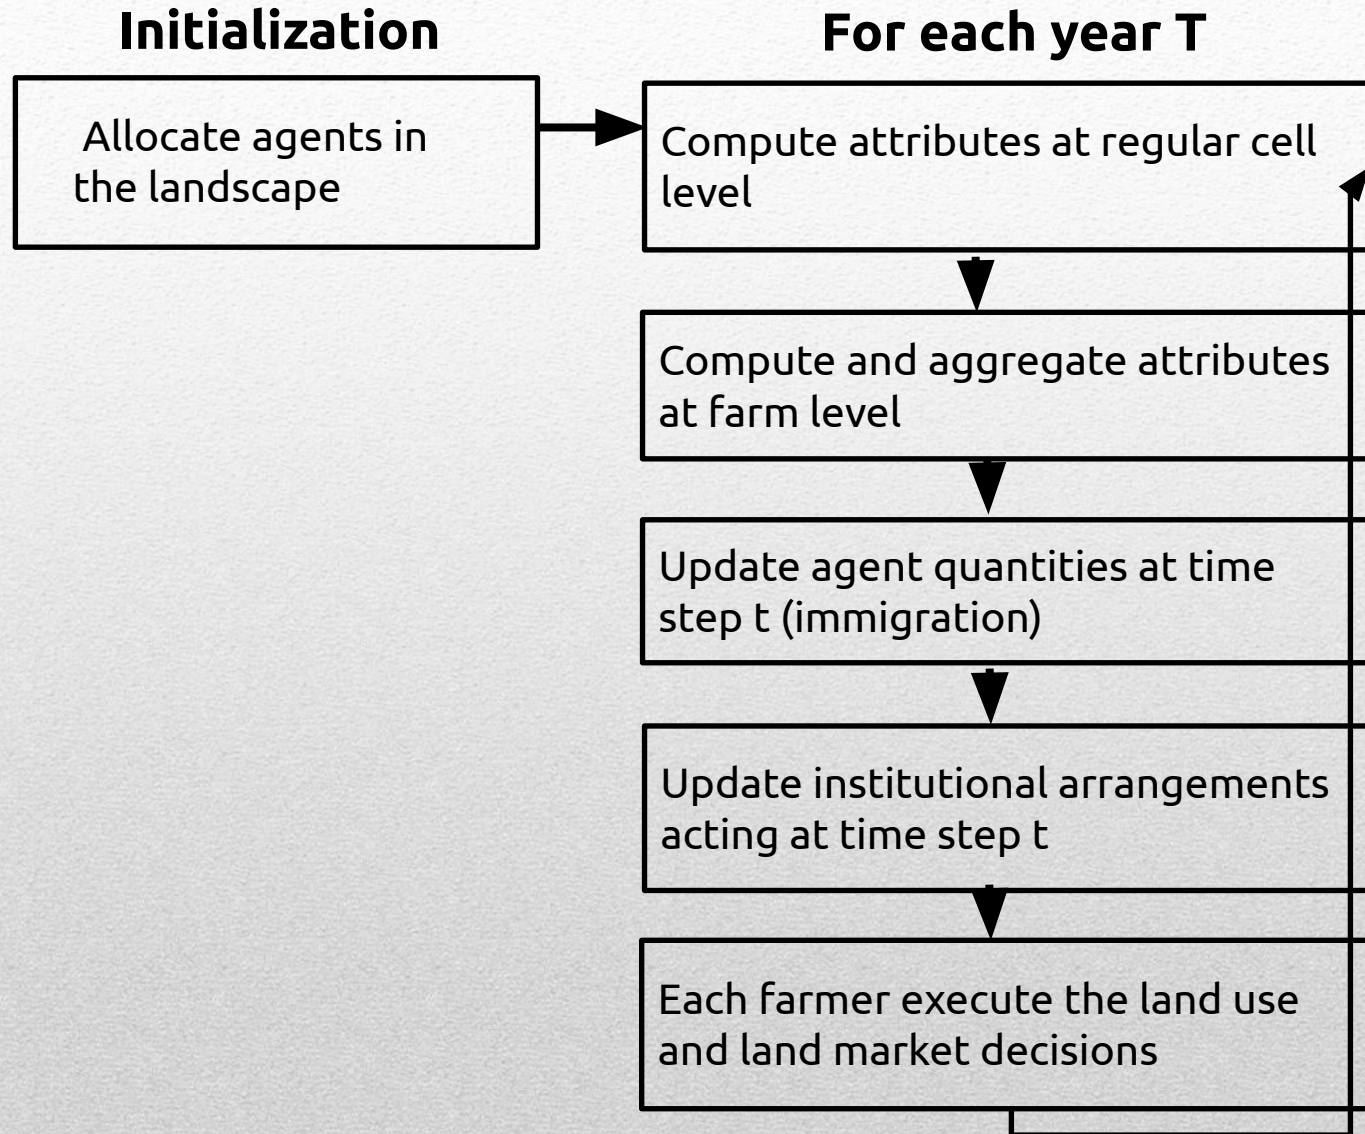 Initialization
For each year T
Allocate agents in
the landscape
Compute attributes at regular cell
level
Compute and aggregate attributes
at farm level
Update agent quantities at time
step t (immigration)
Update institutional arrangements
acting at time step t
Each farmer execute the land use
and land market decisions